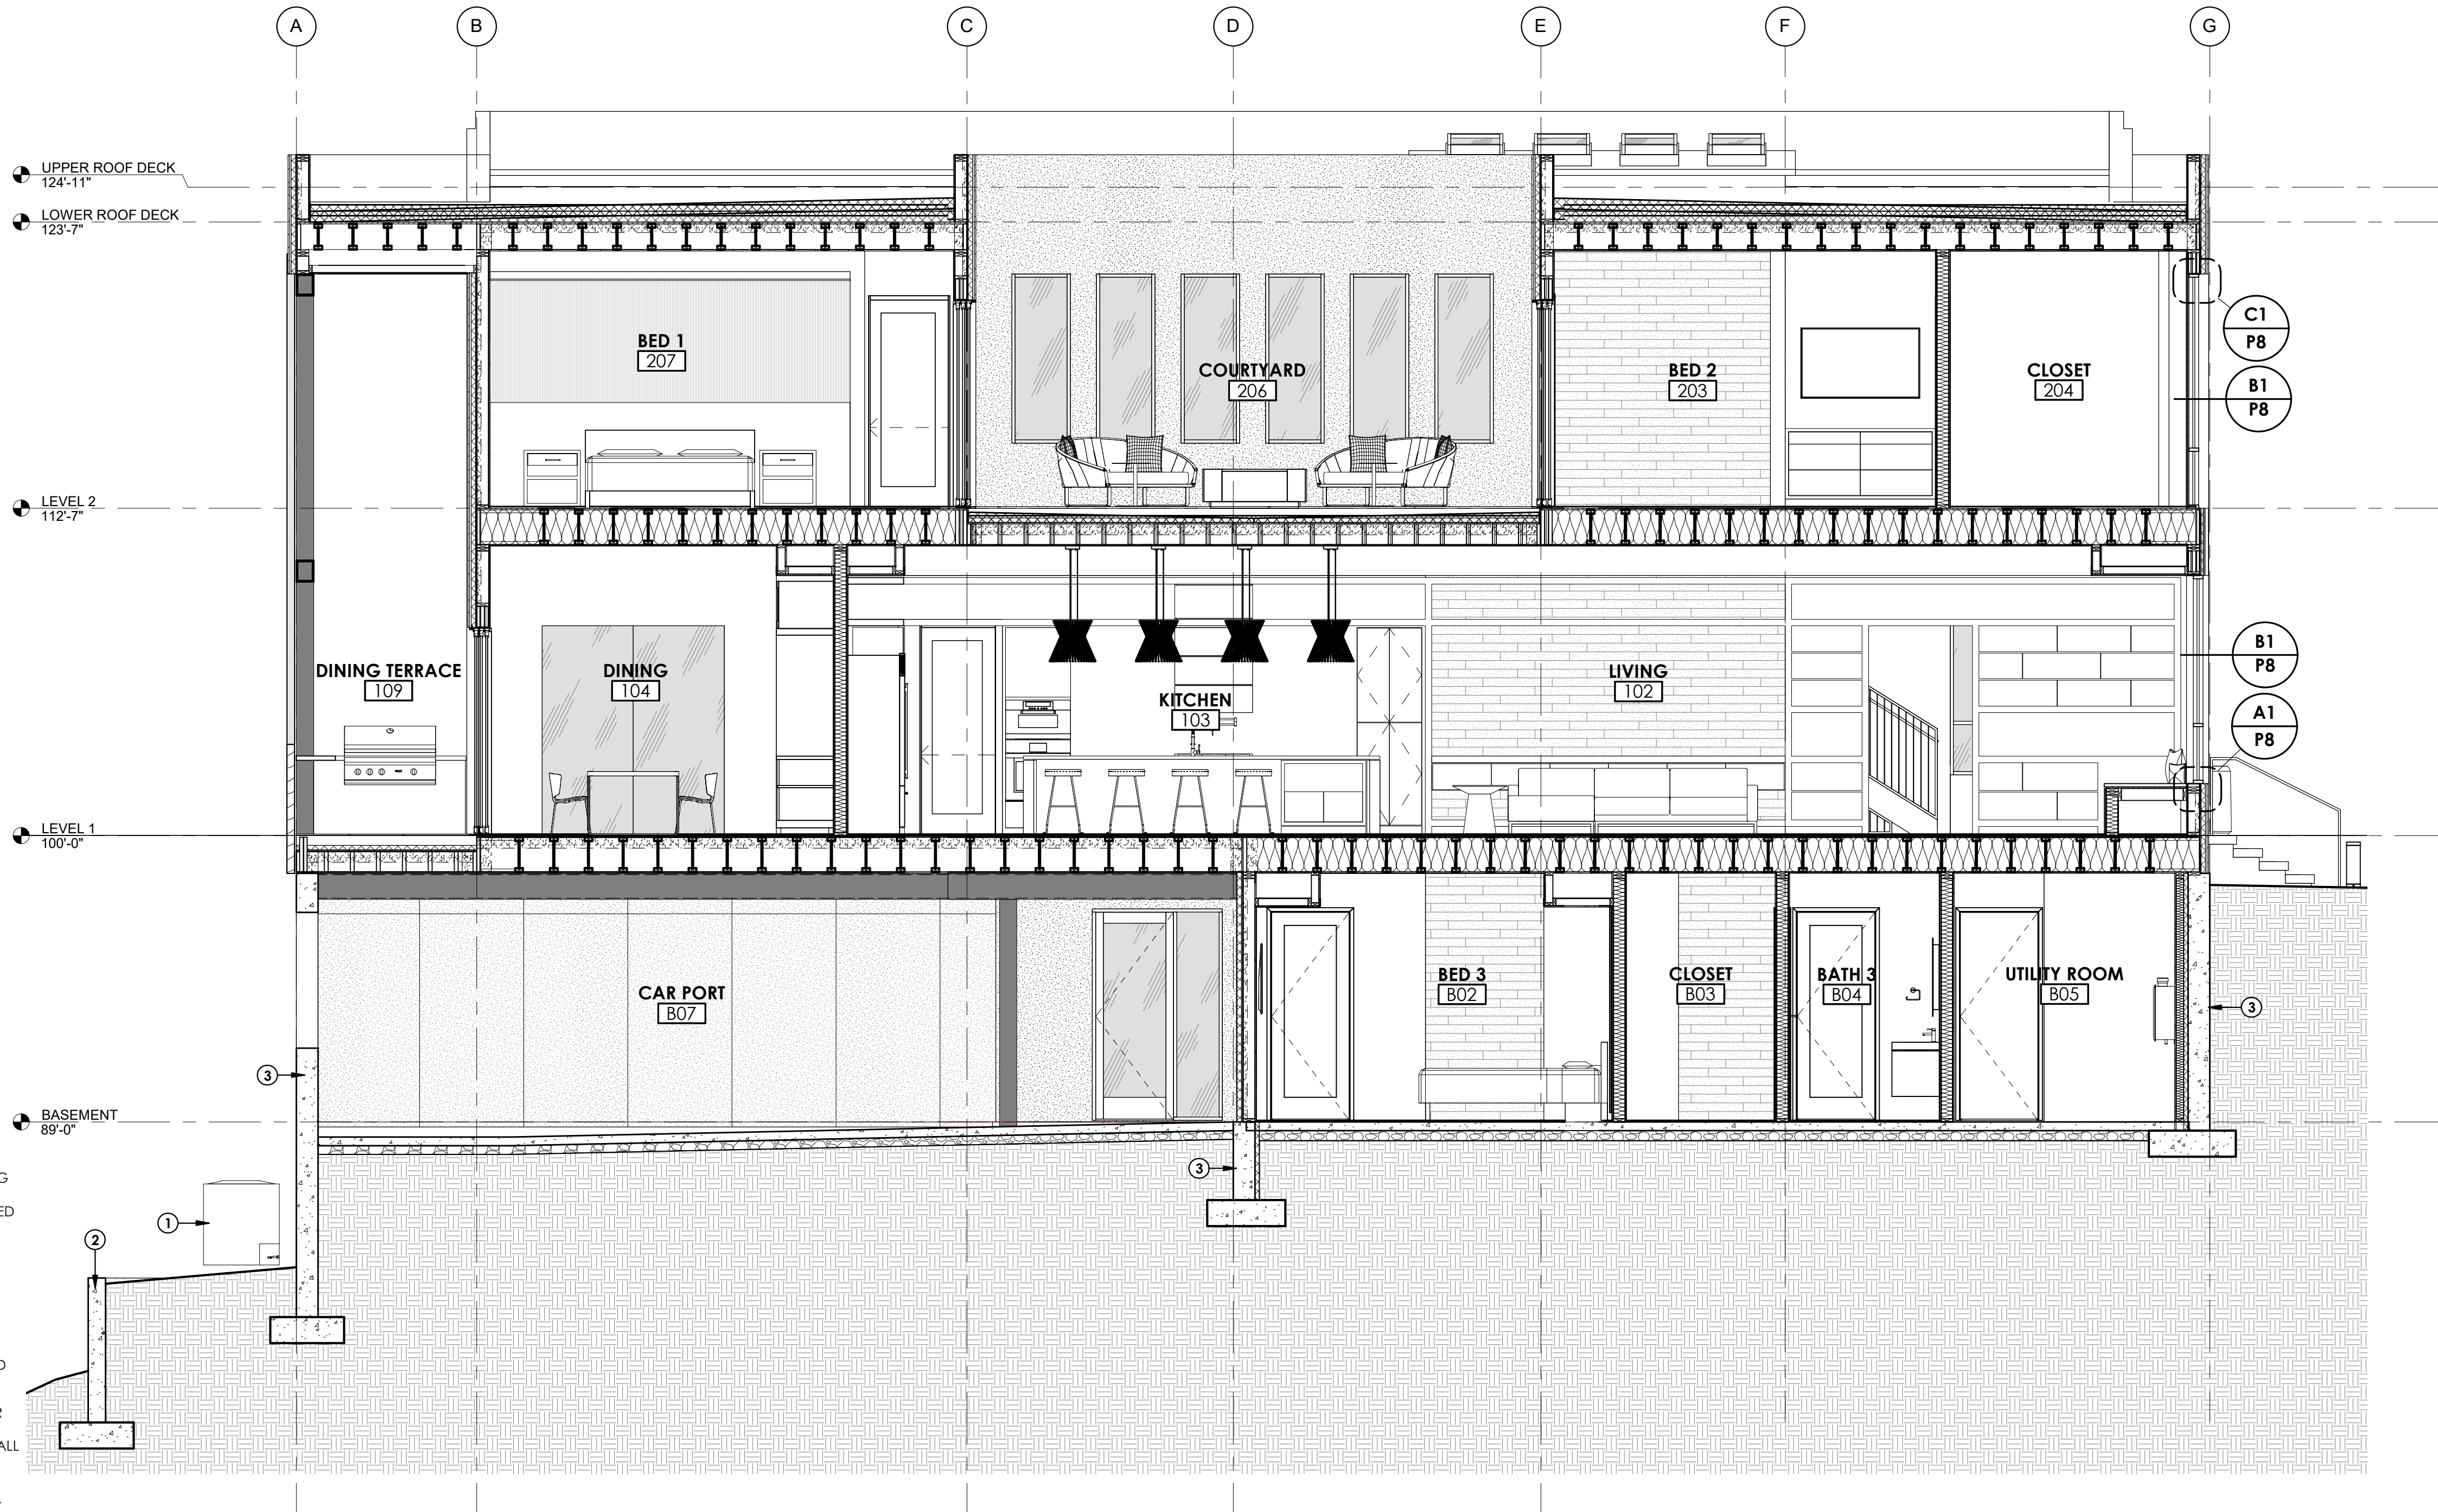 A
B
C
D
E
F
G
UPPER ROOF DECK
124'-11"
LOWER ROOF DECK
123'-7"
C1
P8
BED 1
207
COURTYARD
206
BED 2
203
CLOSET
204
B1
P8
LEVEL 2
112'-7"
DINING TERRACE
109
DINING
104
KITCHEN
103
LIVING
102
B1
P8
A1
P8
LEVEL 1
100'-0"
CAR PORT
B07
BED 3
B02
CLOSET
B03
BATH 3
B04
UTILITY ROOM
B05
3
3
BASEMENT
89'-0"
3
1
2
G
ED
ALL